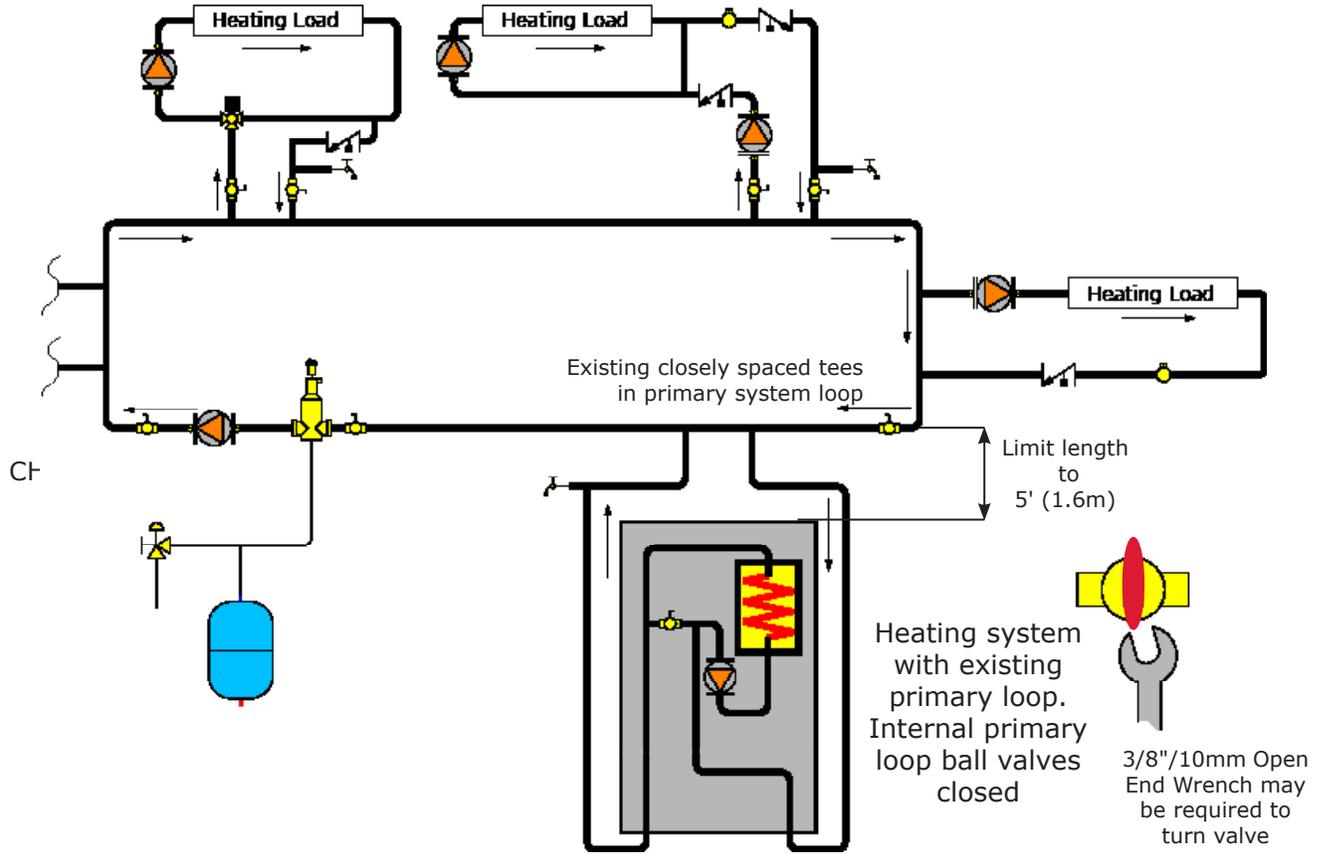 Heating Load
Heating Load
Heating Load
Existing closely spaced tees
in primary system loop
Limit length
to
5' (1.6m)
Heating system
with existing
primary loop.
Internal primary
loop ball valves
closed
3/8"/10mm Open
End Wrench may
be required to
turn valve